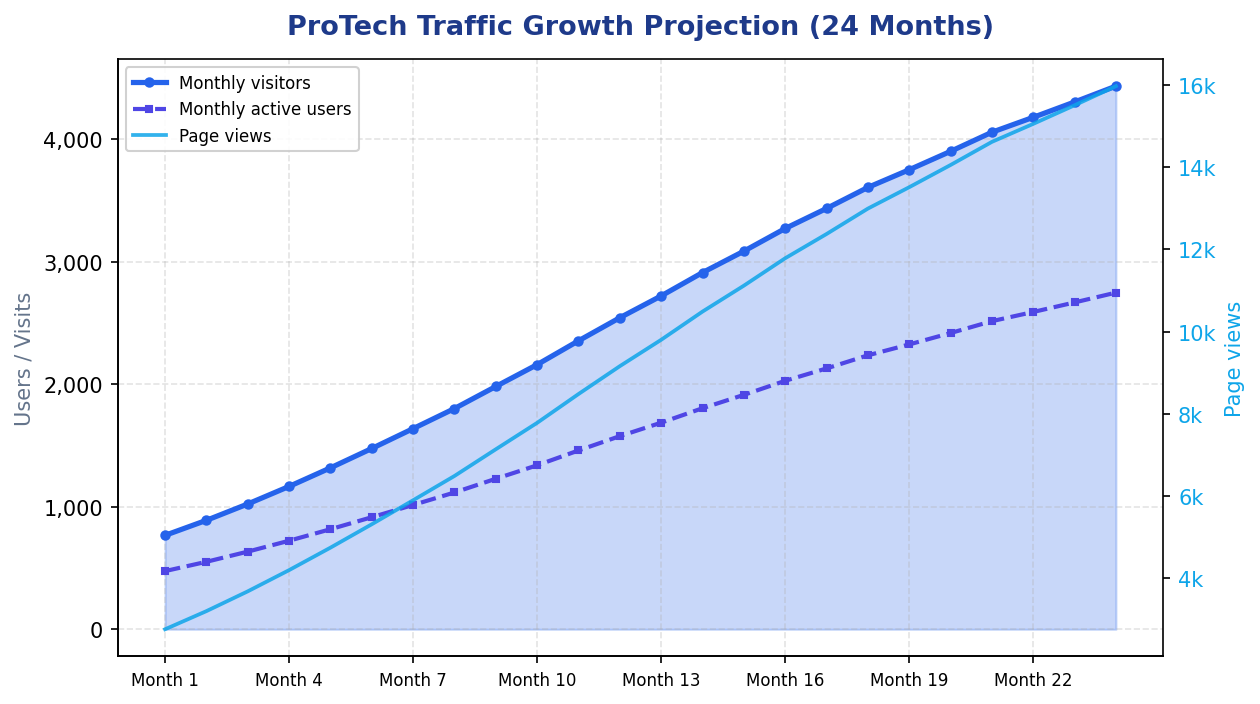 ProTech Traffic Growth Projection (24 Months)
Monthly visitors
Monthly active users
Page views
4,000
3,000
2,000
1,000
0
Users / Visits
16k
14k
12k
10k
8k
6k
4k
Page views
Month 1
Month 4
Month 7
Month 10
Month 13
Month 16
Month 19
Month 22